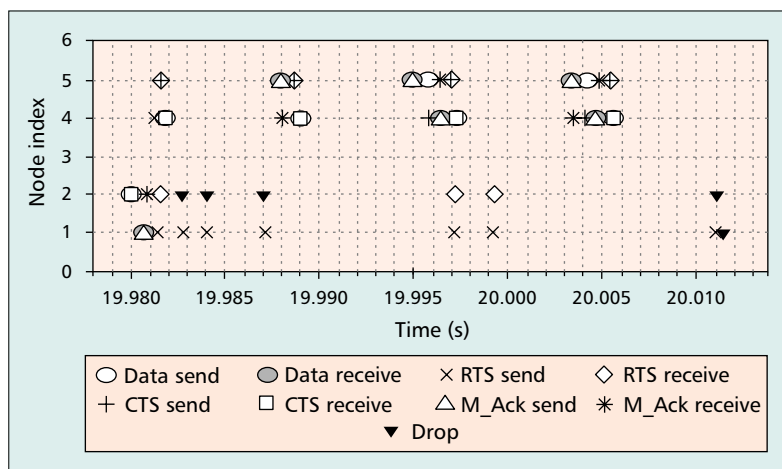 6
5
4
3
2
1
0
Node index
19.980 19.985 19.990 19.995 20.000 20.005 20.010
Time (s)
Data send Data receive RTS send RTS receive
CTS send CTS receive M_Ack send M_Ack receive
Drop